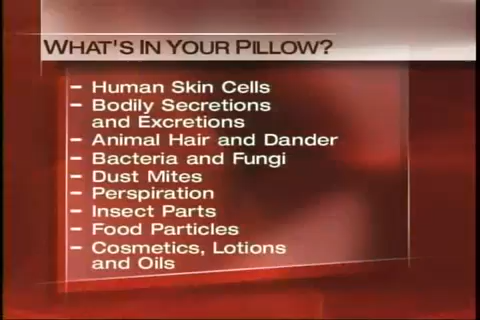 WHAT'S IN YOUR PILLOW?
– Human Skin Cells
– Bodily Secretions
and Excretions
– Animal Hair and Dander
– Bacteria and Fungi
– Dust Mites
– Perspiration
– Insect Parts
– Food Particles
– Cosmetics, Lotions
and Oils